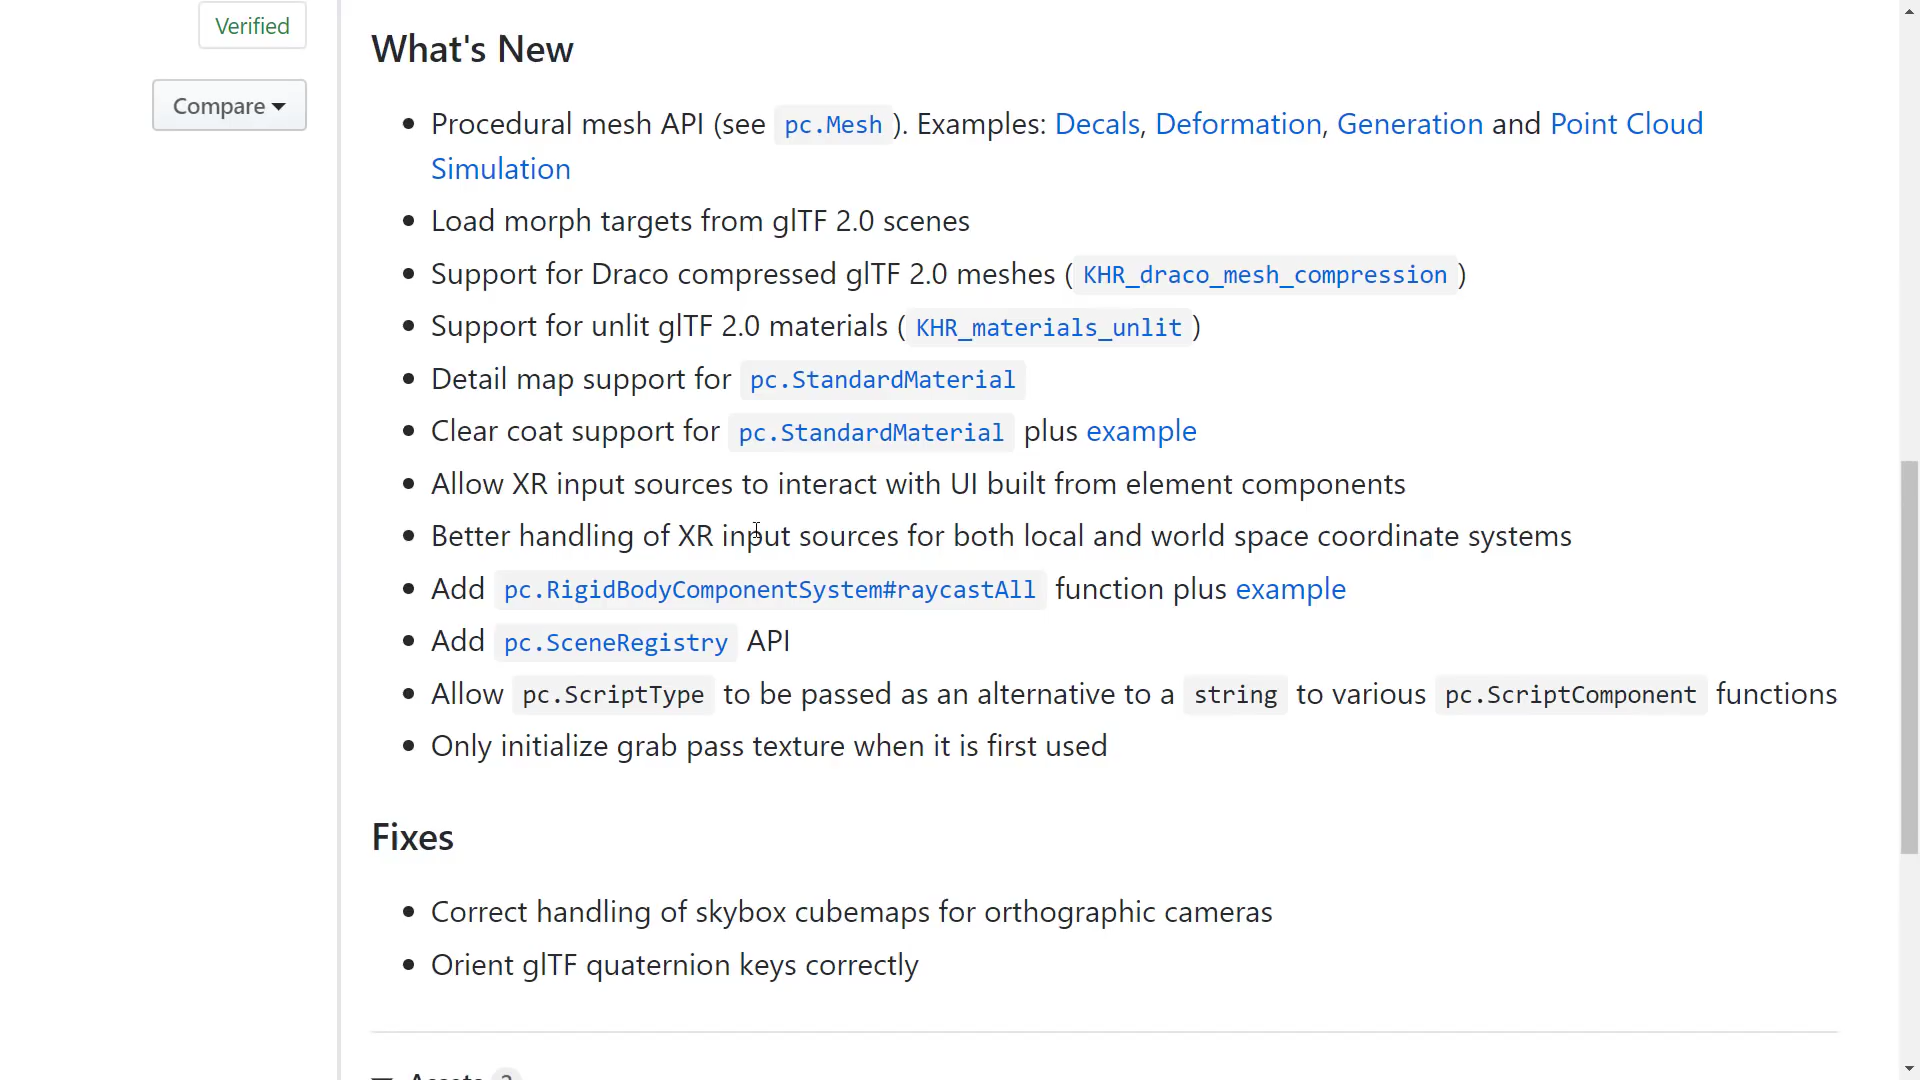 Verified
Compare
What's New
Procedural mesh API (see pc.Mesh). Examples: Decals, Deformation, Generation and Point Cloud
Simulation
Load morph targets from glTF 2.0 scenes
Support for Draco compressed glTF 2.0 meshes (KHR_draco_mesh_compression)
Support for unlit glTF 2.0 materials (KHR_materials_unlit)
Detail map support for pc.StandardMaterial
Clear coat support for pc.StandardMaterial plus example
Allow XR input sources to interact with UI built from element components
Better handling of XR input sources for both local and world space coordinate systems
Add pc.RigidBodyComponentSystem#raycastAll function plus example
Add pc.SceneRegistry API
Allow pc.ScriptType to be passed as an alternative to a string to various pc.ScriptComponent functions
Only initialize grab pass texture when it is first used
Fixes
Correct handling of skybox cubemaps for orthographic cameras
Orient glTF quaternion keys correctly
Assets